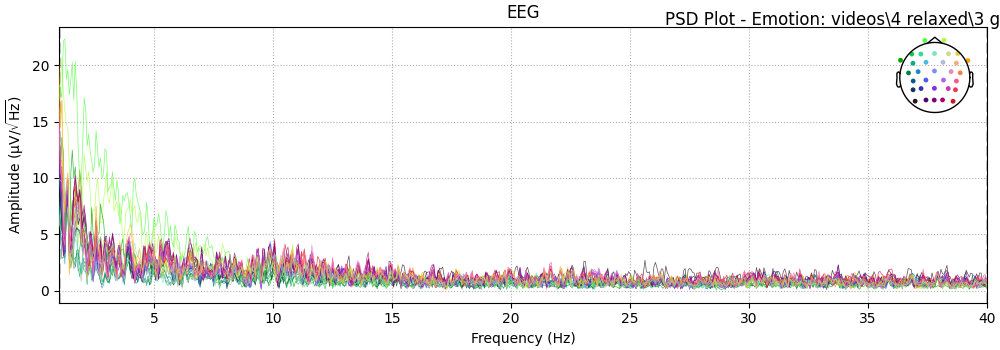 EEG
PSD Plot - Emotion: videos\4 relaxed\3 g
Amplitude (µV/√Hz)
20
15
10
5
0
5 10 15 20 25 30 35 40
Frequency (Hz)